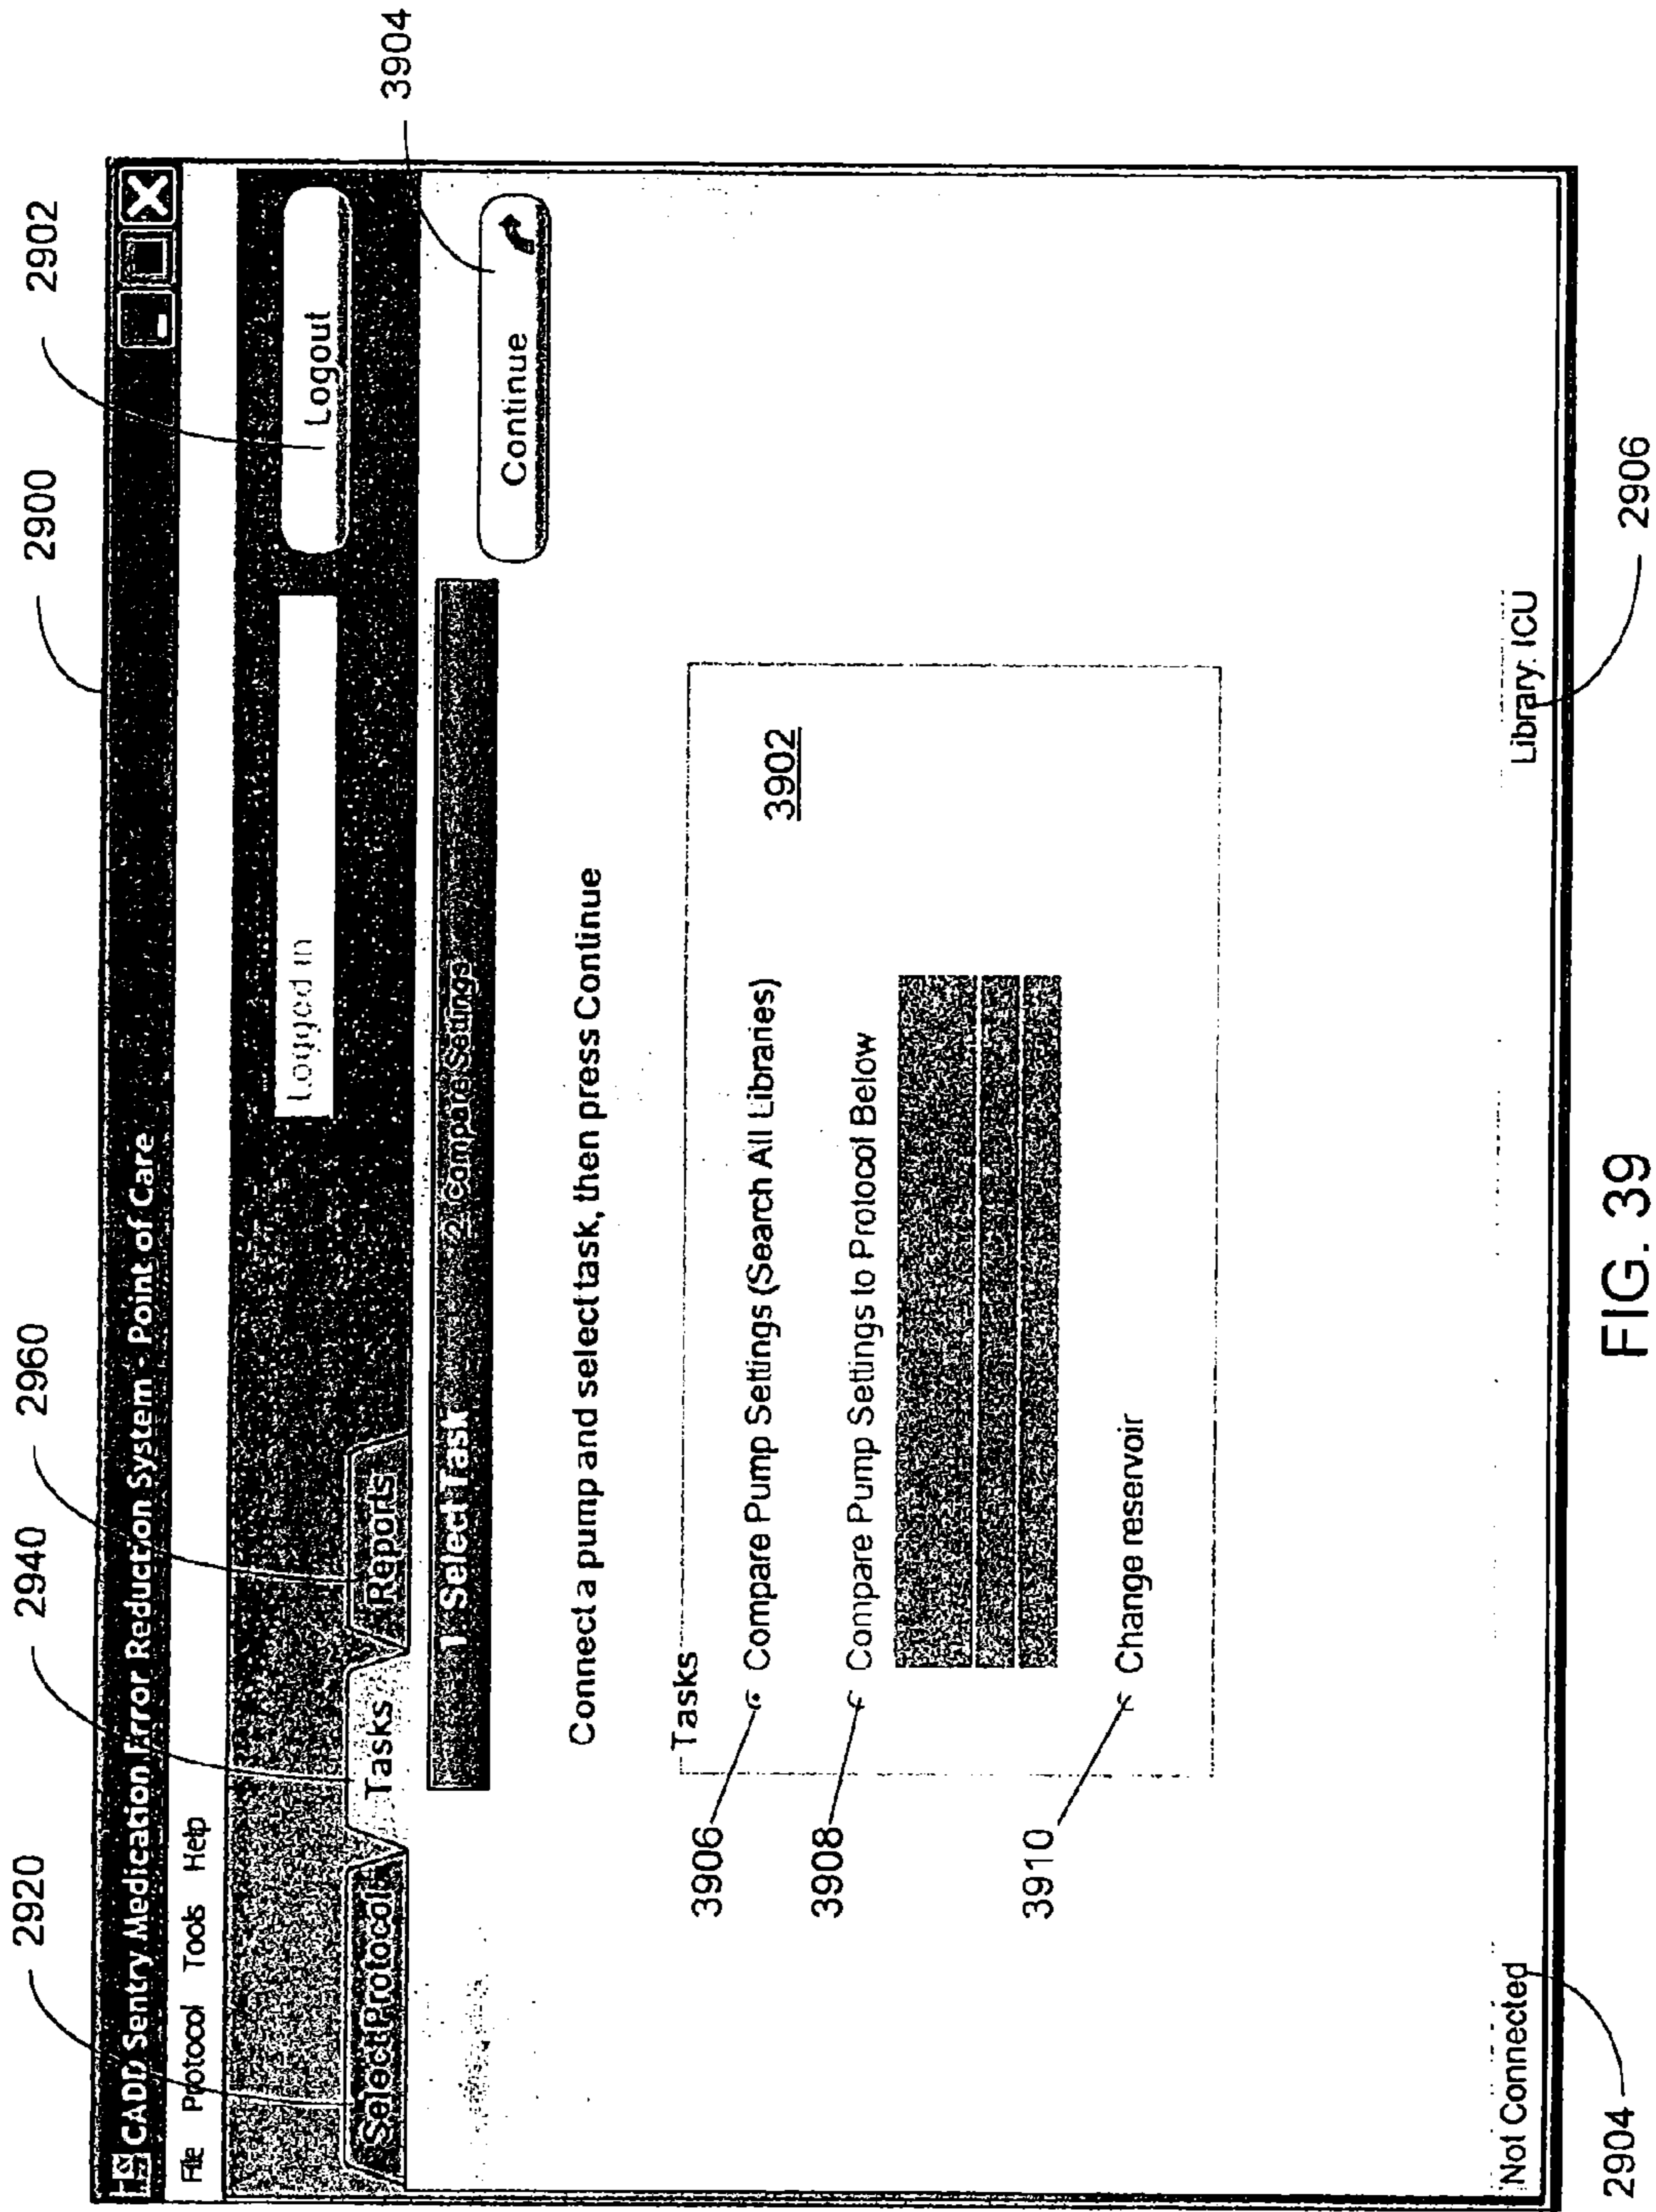 2920
2940
2960
2900
2902
CADD Sentry Medication Error Reduction System - Point of Care
File Protocol Tools Help
Logged in
Logout
Select Protocol
Tasks
Reports
3904
1 Select Task
2 Compare Settings
Continue
Connect a pump and select task, then press Continue
Tasks
3906
Compare Pump Settings (Search All Libraries)
3902
3908
Compare Pump Settings to Protocol Below
3910
Change reservoir
Not Connected
Library: ICU
2904
2906
FIG. 39